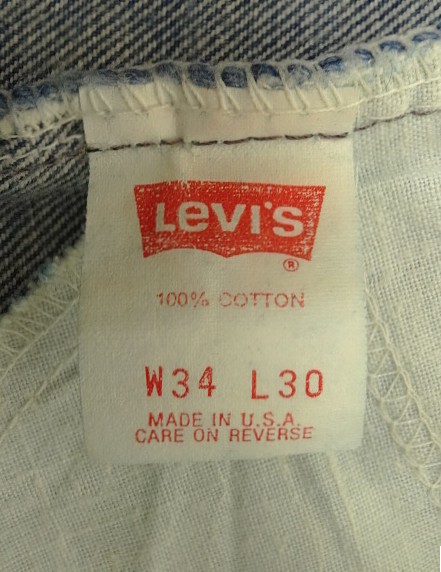 Levi's
®
100% COTTON
W34 L30
MADE IN U.S.A.
CARE ON REVERSE